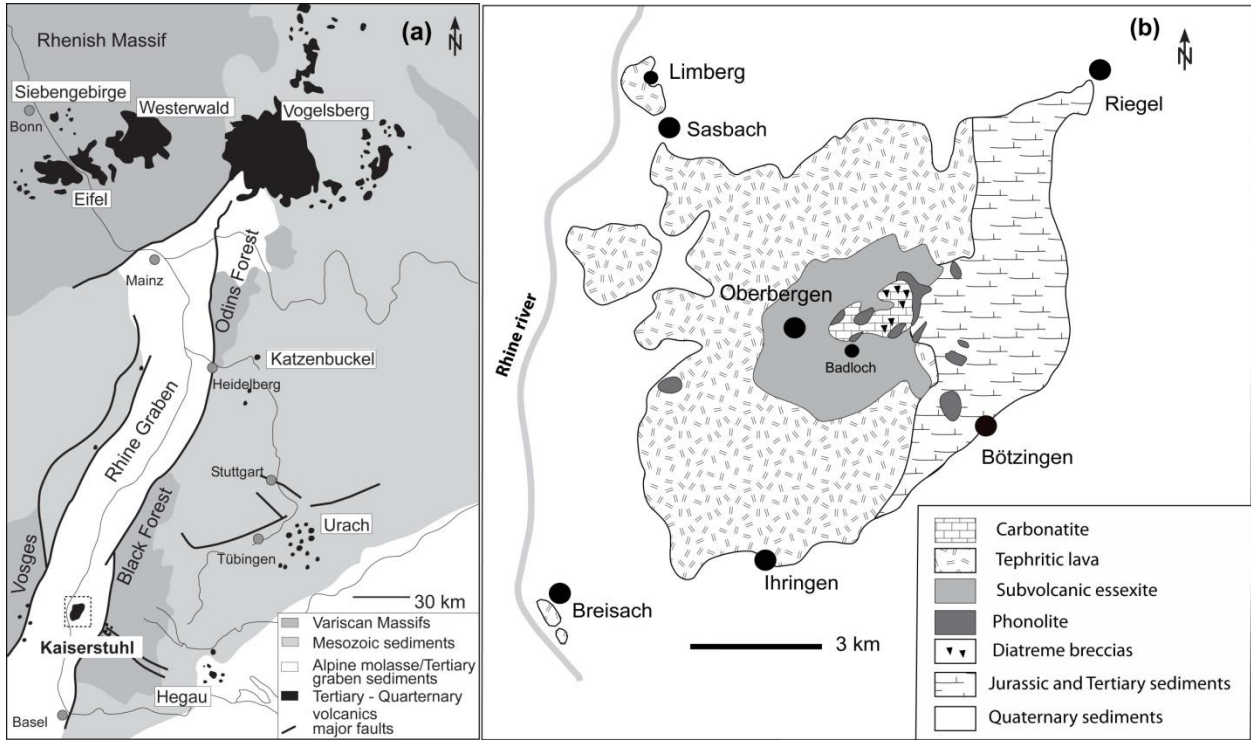 (a)
N
Rhenish Massif
Siebengebirge
Westerwald
Vogelsberg
Bonn
Eifel
Mainz
Odins Forest
Katzenbuckel
Heidelberg
Rhine Graben
Stuttgart
Urach
Tübingen
Black Forest
Vosges
30 km
Kaiserstuhl
Hegau
Basel
Variscan Massifs
Mesozoic sediments
Alpine molasse/Tertiary
graben sediments
Tertiary - Quarternary
volcanics
major faults
(b)
N
Limberg
Riegel
Sasbach
Rhine river
Oberbergen
Badloch
Bötzingen
Ihringen
Breisach
3 km
Carbonatite
Tephritic lava
Subvolcanic essexite
Phonolite
Diatreme breccias
Jurassic and Tertiary sediments
Quaternary sediments